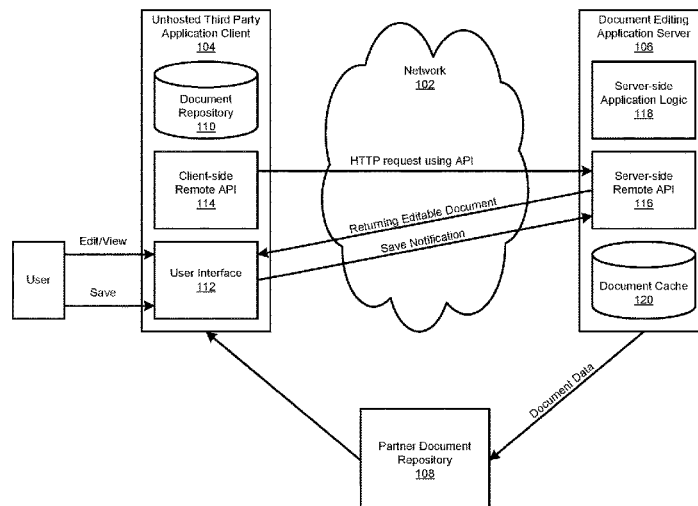 Unhosted Third Party
Application Client
104
Document
Repository
110
Client-side
Remote API
114
User Interface
112
User
Edit/View
Save
Network
102
HTTP request using API
Returning Editable Document
Save Notification
Document Editing
Application Server
106
Server-side
Application Logic
118
Server-side
Remote API
116
Document Cache
120
Document Data
Partner Document
Repository
108